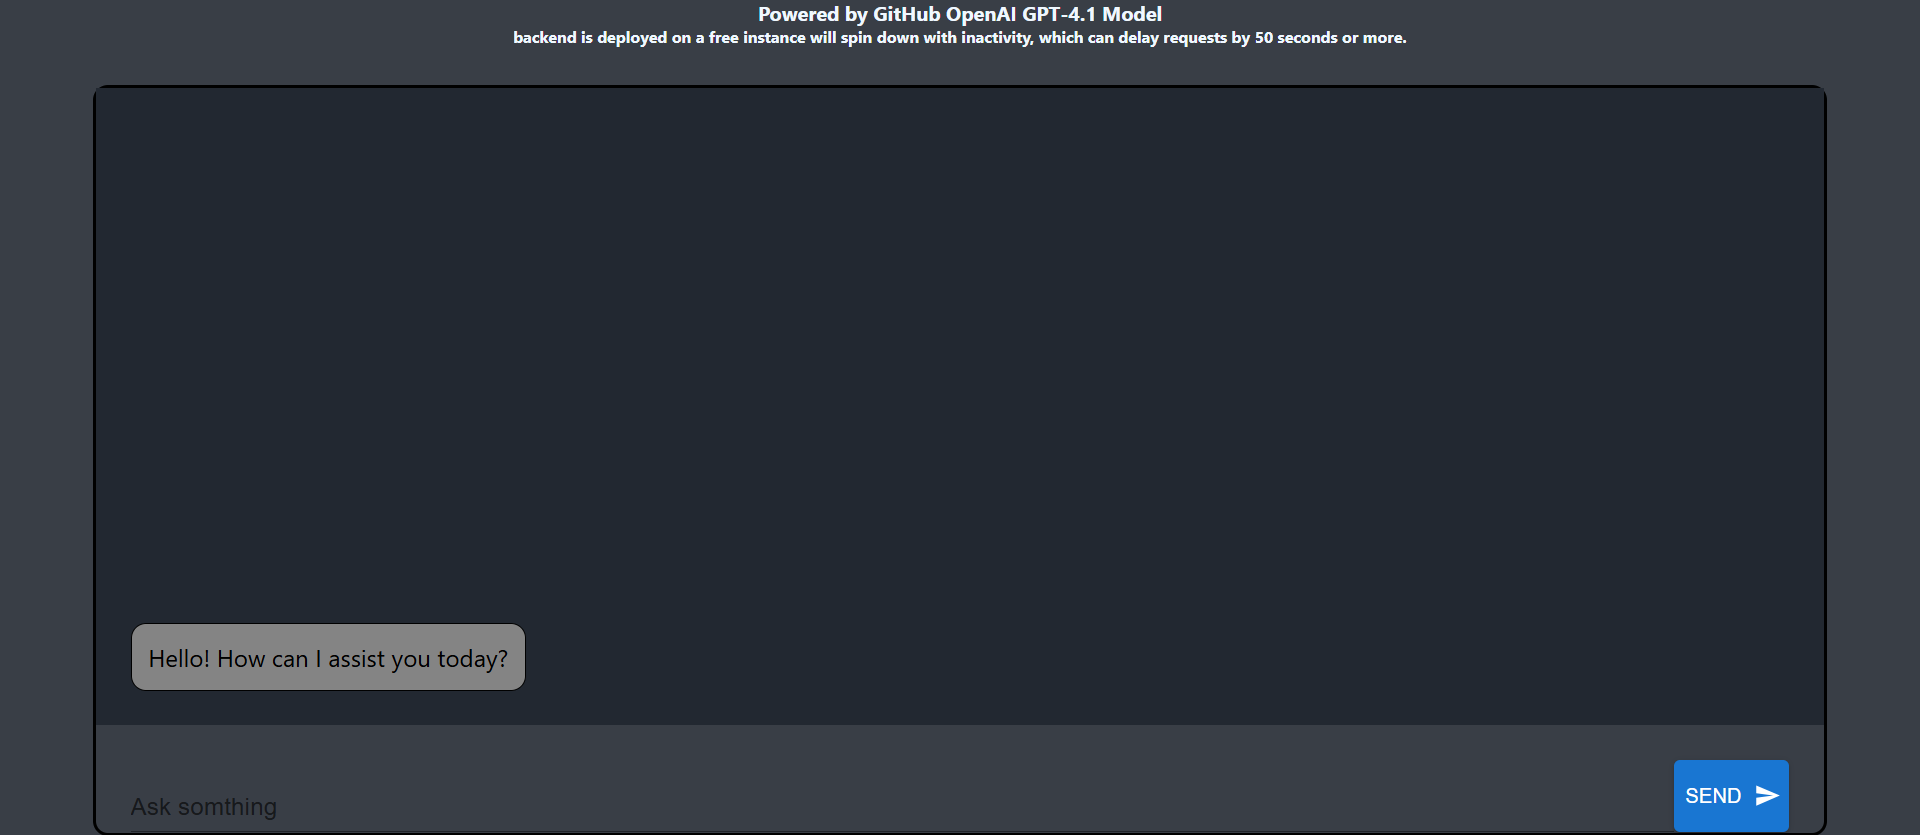 Powered by GitHub OpenAI GPT-4.1 Model
backend is deployed on a free instance will spin down with inactivity, which can delay requests by 50 seconds or more.
Hello! How can I assist you today?
Ask somthing
SEND